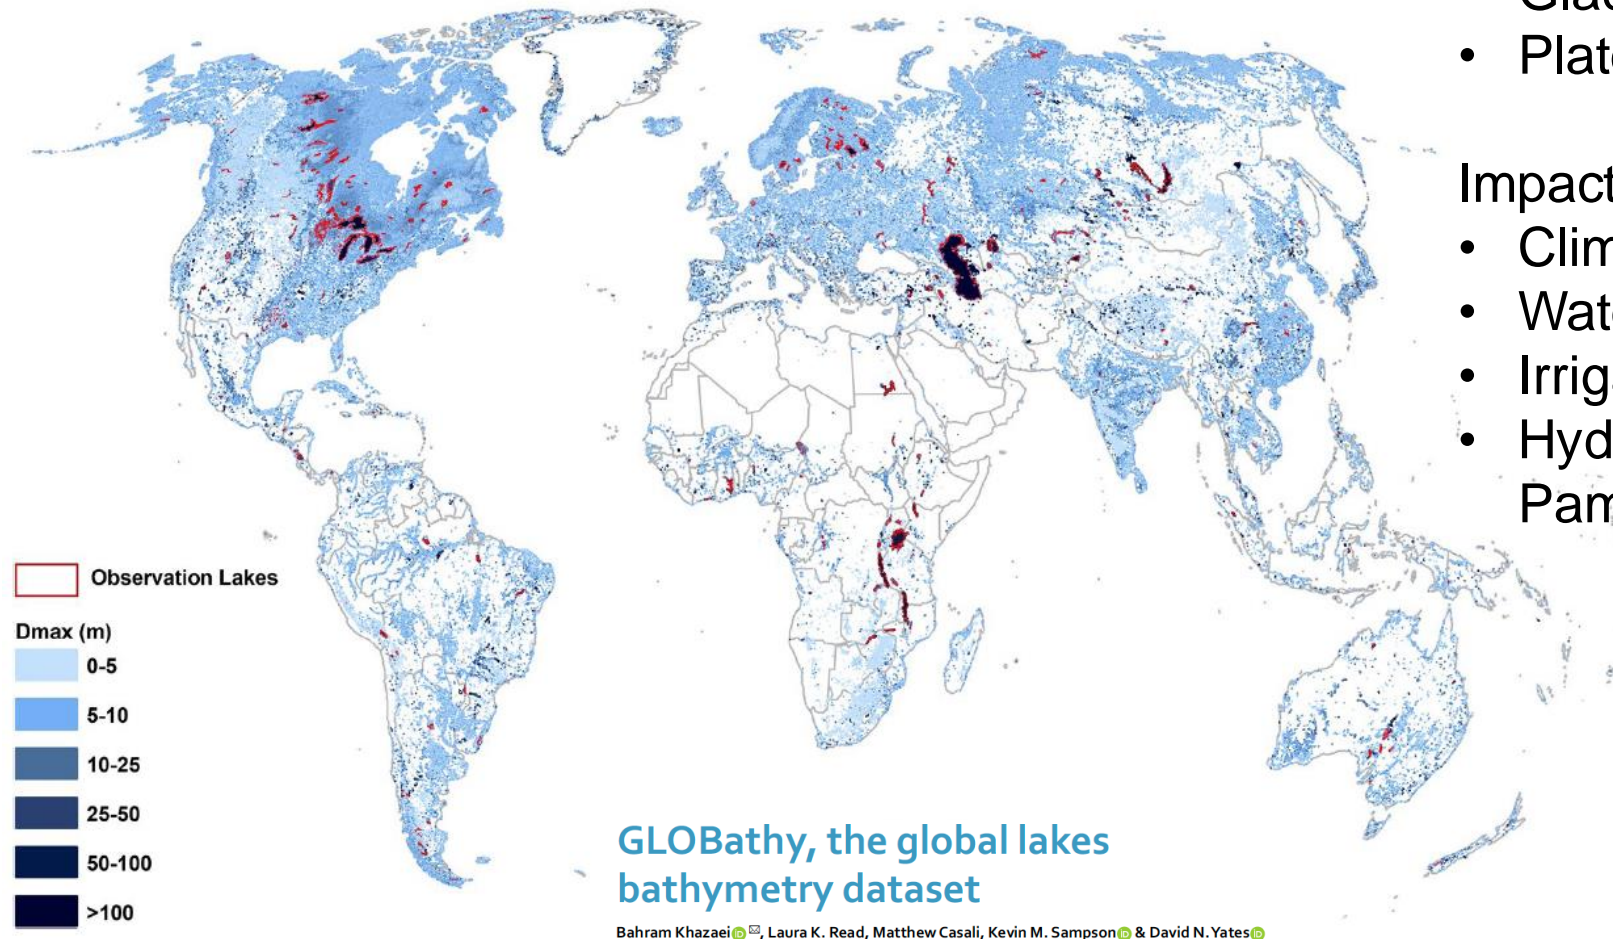 Observation Lakes
Dmax (m)
0-5
5-10
10-25
25-50
50-100
>100
GLOBathy, the global lakes
bathymetry dataset
Bahram Khazaei, Laura K. Read, Matthew Casali, Kevin M. Sampson & David N. Yates
• Plat
Impact
• Clim
• Wat
• Irrig
• Hyd
Pam